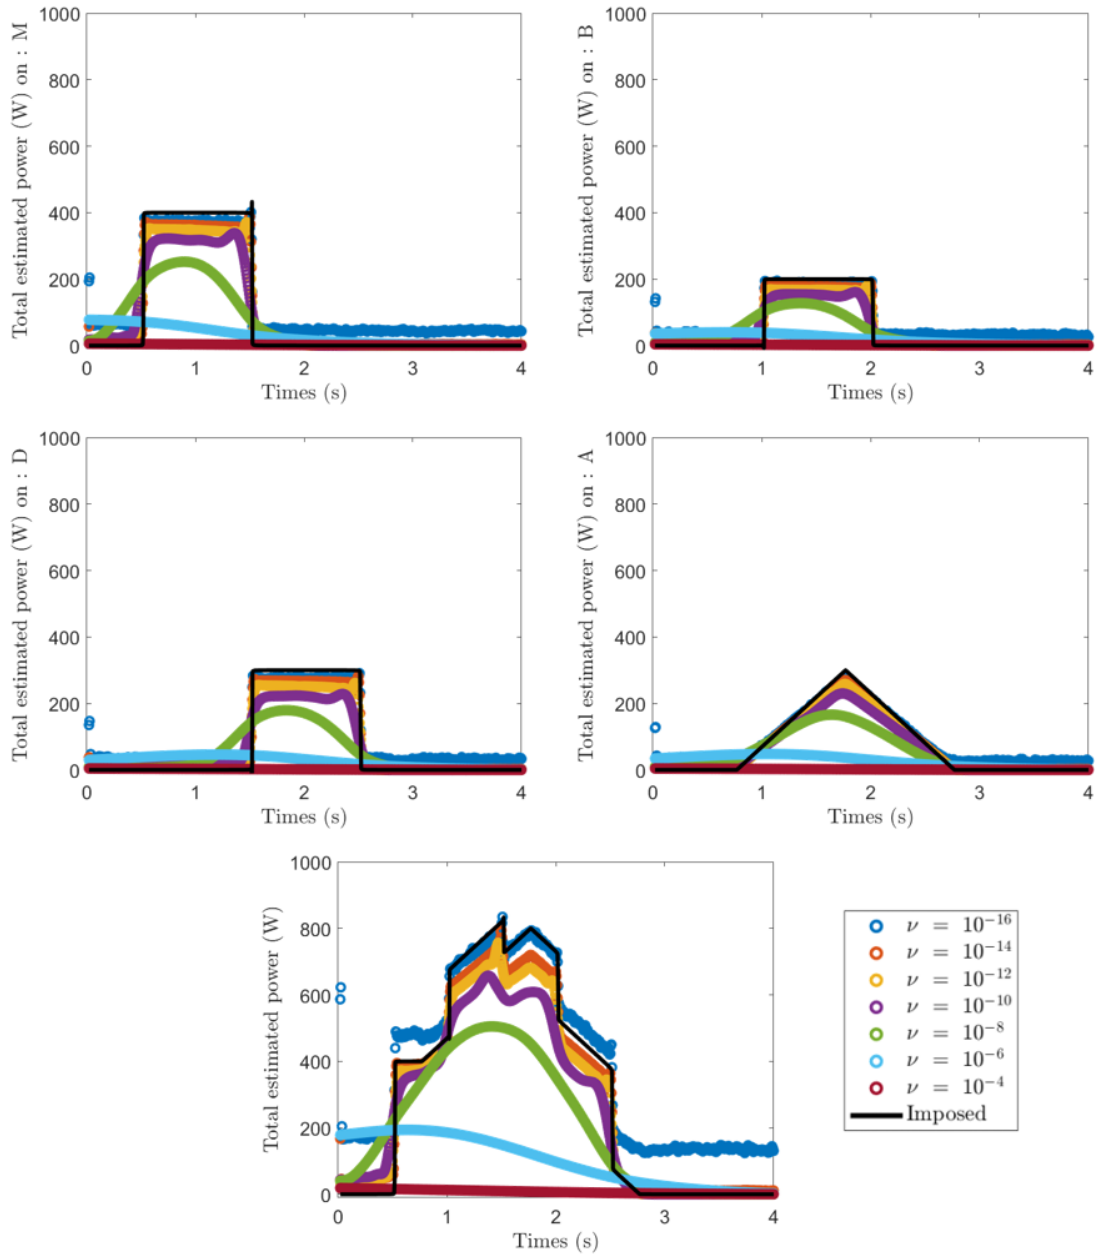 Total estimated power (W) on : M
1000
800
600
400
200
0
0 1 2 3 4
Times (s)
Total estimated power (W) on : B
1000
800
600
400
200
0
0 1 2 3 4
Times (s)
Total estimated power (W) on : D
1000
800
600
400
200
0
0 1 2 3 4
Times (s)
Total estimated power (W) on : A
1000
800
600
400
200
0
0 1 2 3 4
Times (s)
Total estimated power (W)
1000
800
600
400
200
0
0 1 2 3 4
Times (s)
ν = 10⁻¹⁶
ν = 10⁻¹⁴
ν = 10⁻¹²
ν = 10⁻¹⁰
ν = 10⁻⁸
ν = 10⁻⁶
ν = 10⁻⁴
Imposed